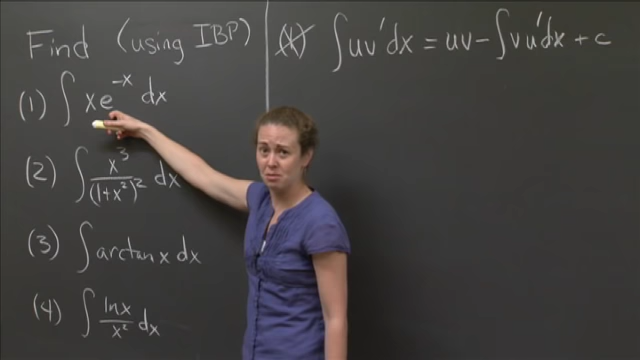 Find (using IBP)
(1) ∫ xe^{-x} dx
(2) ∫ x^3/(1+x^2)^2 dx
(3) ∫ arctan x dx
(4) ∫ ln x/x^2 dx
∫ uv' dx = uv - ∫ vu' dx + c